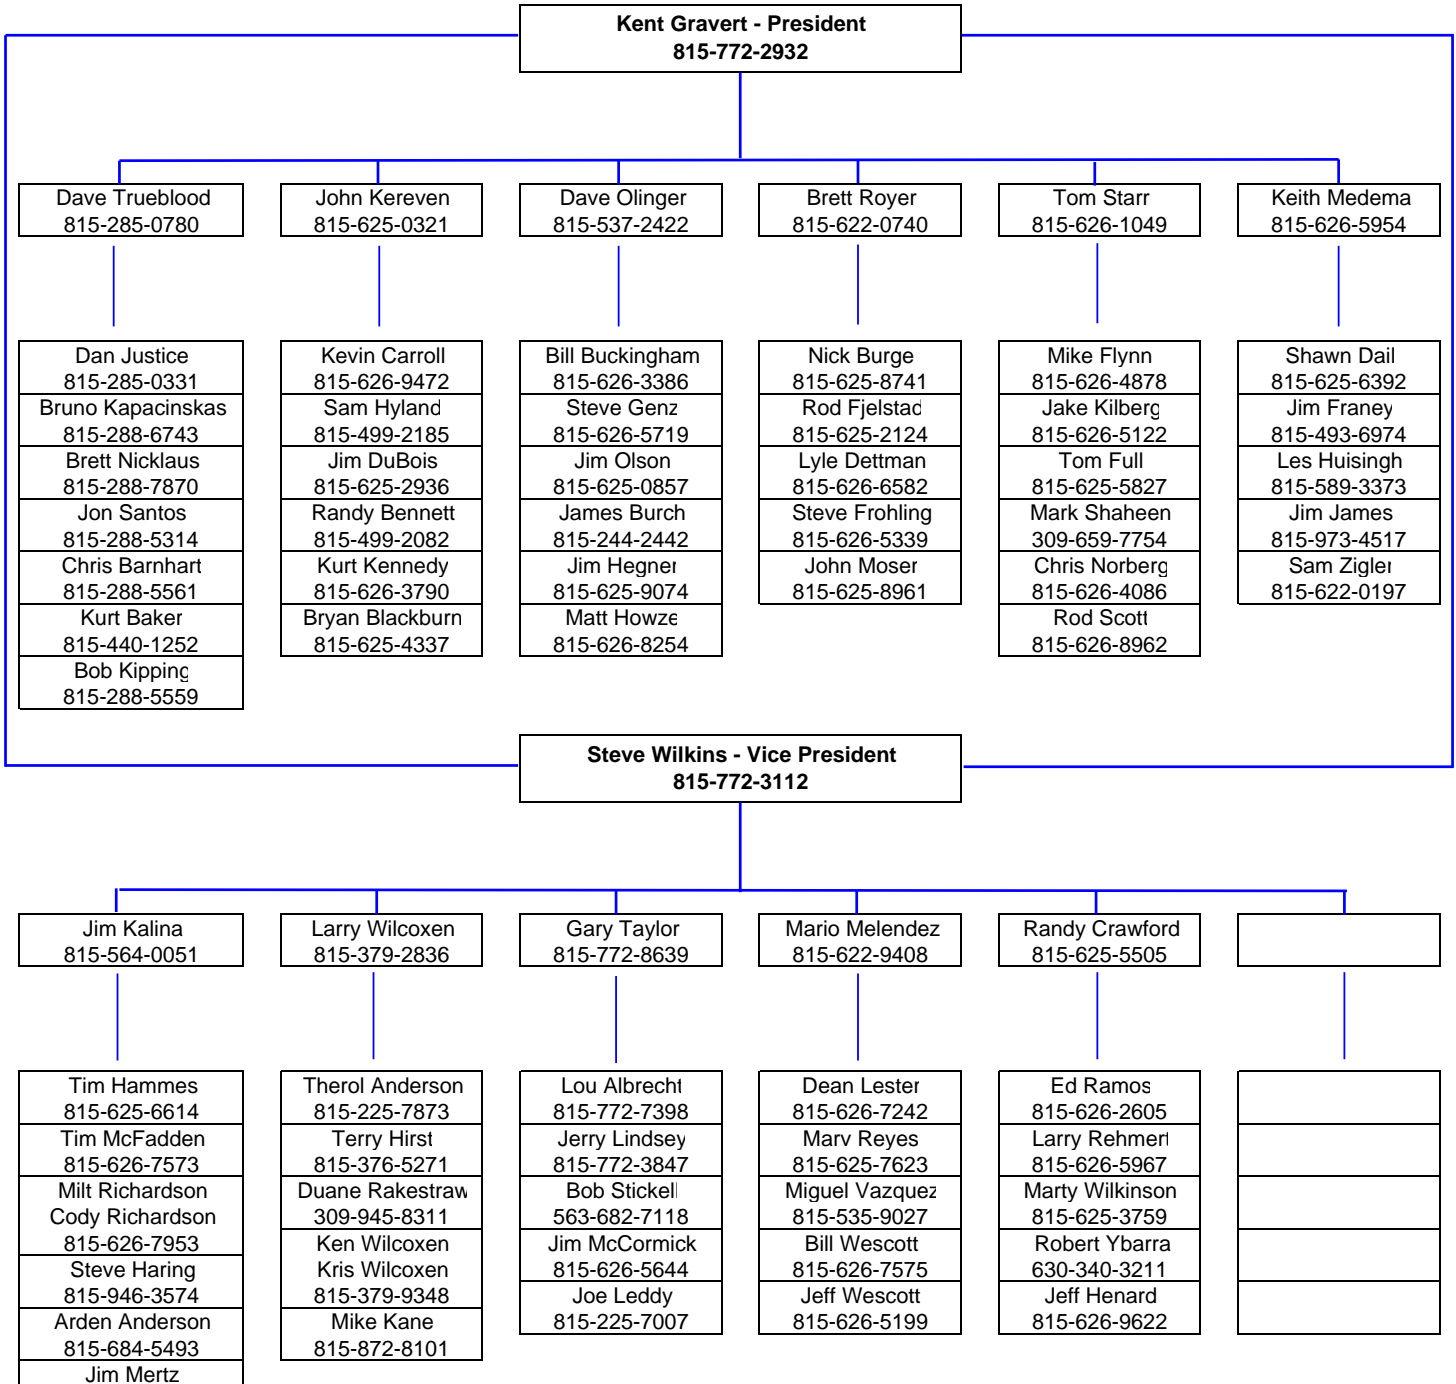 Kent Gravert - President
815-772-2932
Dave Trueblood
815-285-0780
John Kereven
815-625-0321
Dave Olinger
815-537-2422
Brett Royer
815-622-0740
Tom Starr
815-626-1049
Keith Medema
815-626-5954
Dan Justice
815-285-0331
Bruno Kapacinskas
815-288-6743
Brett Nicklaus
815-288-7870
Jon Santos
815-288-5314
Chris Barnhart
815-288-5561
Kurt Baker
815-440-1252
Bob Kipping
815-288-5559
Kevin Carroll
815-626-9472
Sam Hyland
815-499-2185
Jim DuBois
815-625-2936
Randy Bennett
815-499-2082
Kurt Kennedy
815-626-3790
Bryan Blackburn
815-625-4337
Bill Buckingham
815-626-3386
Steve Genz
815-626-5719
Jim Olson
815-625-0857
James Burch
815-244-2442
Jim Hegner
815-625-9074
Matt Howze
815-626-8254
Nick Burge
815-625-8741
Rod Fjelstad
815-625-2124
Lyle Dettman
815-626-6582
Steve Frohling
815-626-5339
John Moser
815-625-8961
Mike Flynn
815-626-4878
Jake Kilberg
815-626-5122
Tom Full
815-625-5827
Mark Shaheen
309-659-7754
Chris Norberg
815-626-4086
Rod Scott
815-626-8962
Shawn Dail
815-625-6392
Jim Franey
815-493-6974
Les Huisingh
815-589-3373
Jim James
815-973-4517
Sam Zigler
815-622-0197
Steve Wilkins - Vice President
815-772-3112
Jim Kalina
815-564-0051
Larry Wilcoxen
815-379-2836
Gary Taylor
815-772-8639
Mario Melendez
815-622-9408
Randy Crawford
815-625-5505
Tim Hammes
815-625-6614
Tim McFadden
815-626-7573
Milt Richardson
Cody Richardson
815-626-7953
Steve Haring
815-946-3574
Arden Anderson
815-684-5493
Jim Mertz
Therol Anderson
815-225-7873
Terry Hirst
815-376-5271
Duane Rakestraw
309-945-8311
Ken Wilcoxen
Kris Wilcoxen
815-379-9348
Mike Kane
815-872-8101
Lou Albrecht
815-772-7398
Jerry Lindsey
815-772-3847
Bob Stickell
563-682-7118
Jim McCormick
815-626-5644
Joe Leddy
815-225-7007
Dean Lester
815-626-7242
Marv Reyes
815-625-7623
Miguel Vazquez
815-535-9027
Bill Wescott
815-626-7575
Jeff Wescott
815-626-5199
Ed Ramos
815-626-2605
Larry Rehmert
815-626-5967
Marty Wilkinson
815-625-3759
Robert Ybarra
630-340-3211
Jeff Henard
815-626-9622